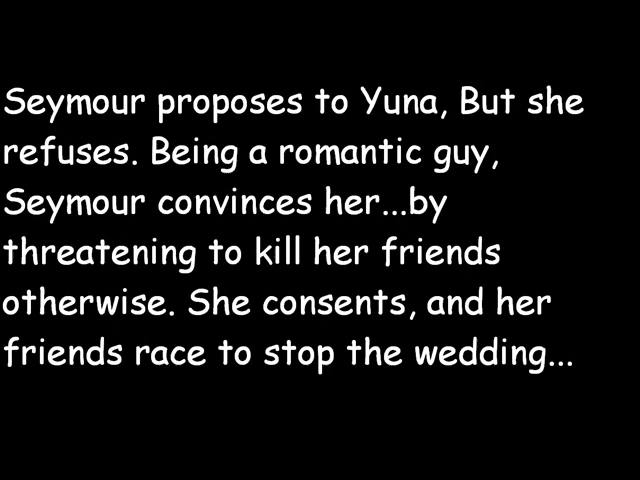 Seymour proposes to Yuna, But she
refuses. Being a romantic guy,
Seymour convinces her...by
threatening to kill her friends
otherwise. She consents, and her
friends race to stop the wedding...